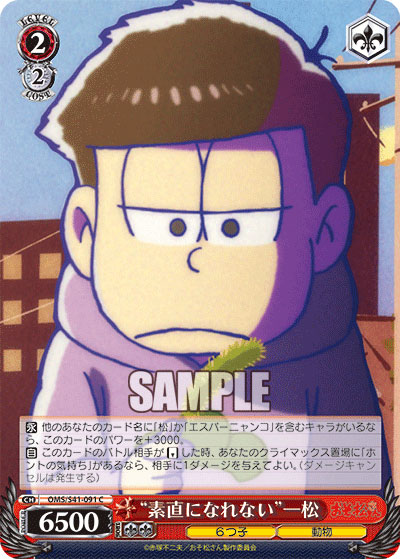 LEVEL
2
2
COST
SAMPLE
永 他のあなたのカード名に「松」か「エスパーニャンコ」を含むキャラがいるなら、このカードのパワーを+3000。
自 このカードのバトル相手が した時、あなたのクライマックス置場に「ホントの気持ち」があるなら、相手に1ダメージを与えてよい。(ダメージキャンセルは発生する)
CH
OMS/S41-091 C
6500
“素直になれない”一松
6つ子
動物
©赤塚不二夫/おそ松さん製作委員会